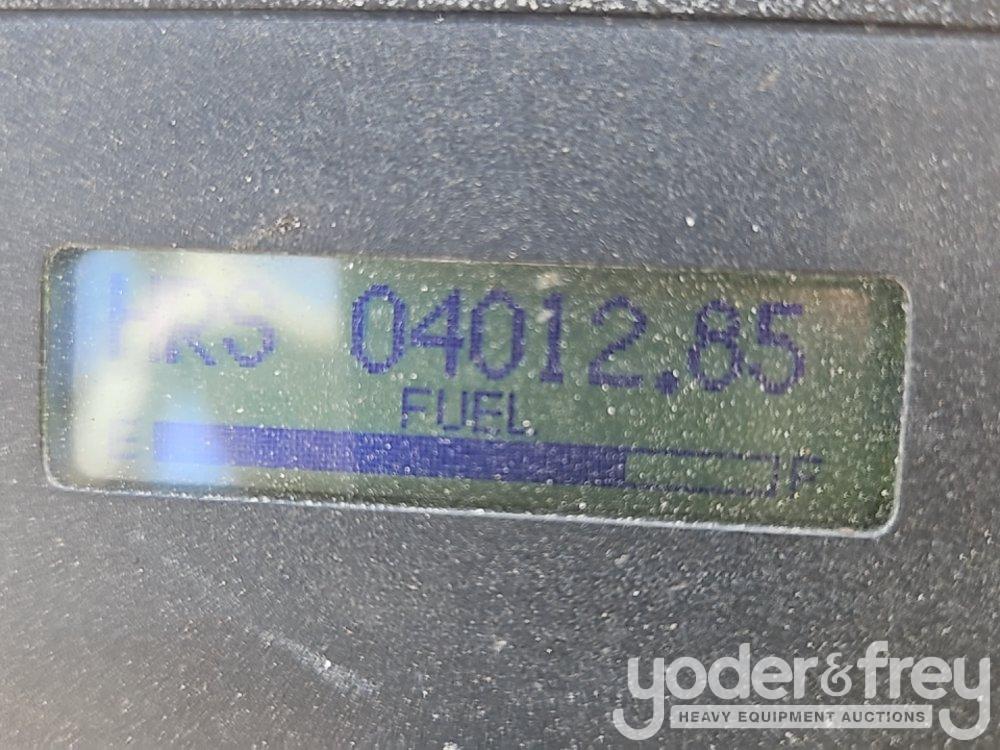 HRS 04012.85
FUEL
E F
yoder&frey
HEAVY EQUIPMENT AUCTIONS